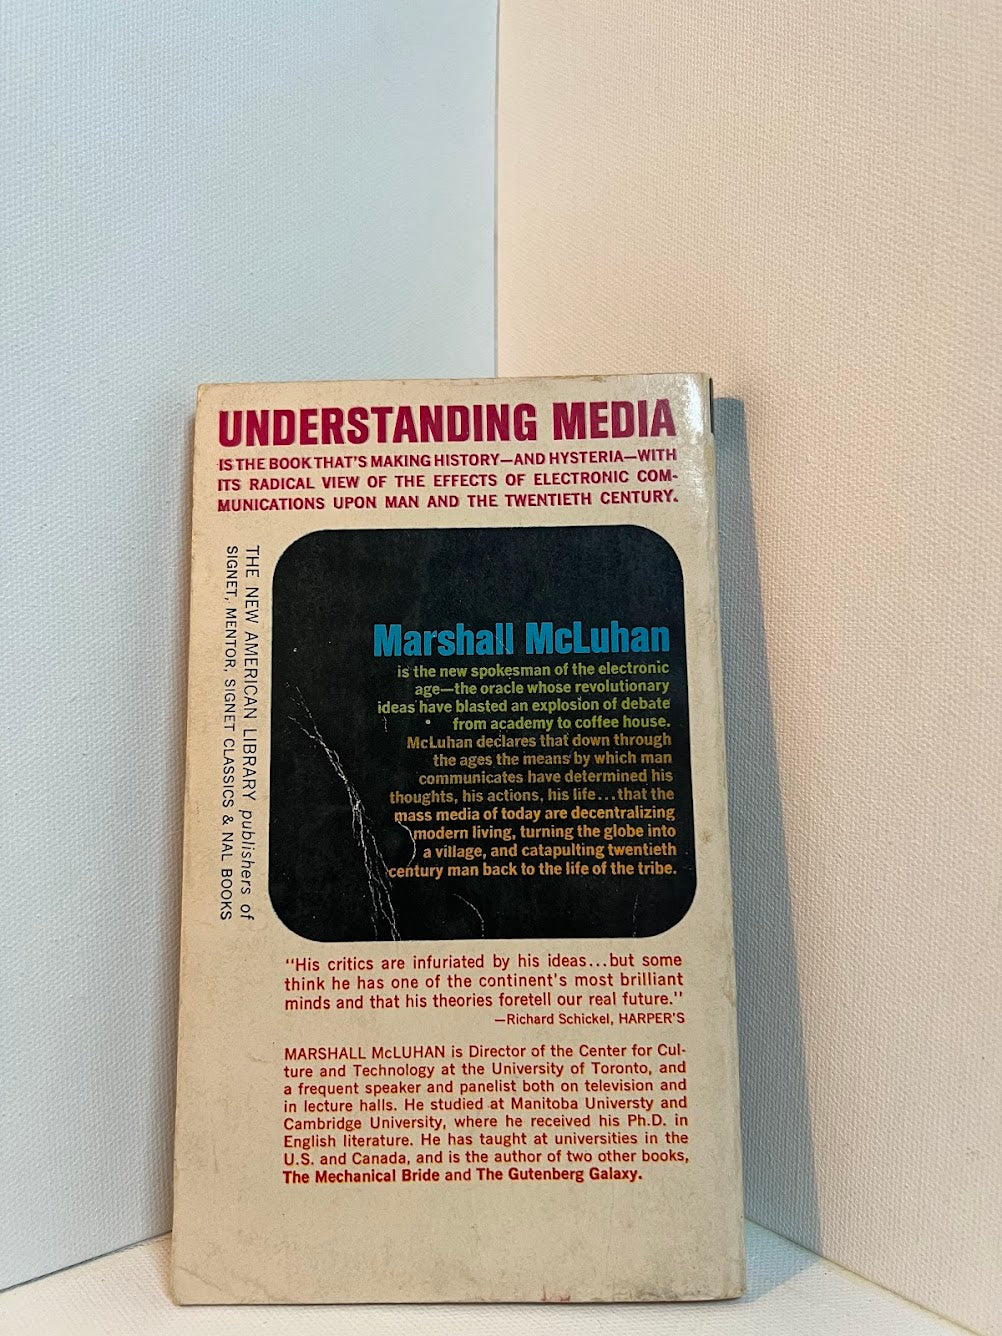 UNDERSTANDING MEDIA
IS THE BOOK THAT'S MAKING HISTORY—AND HYSTERIA—WITH
ITS RADICAL VIEW OF THE EFFECTS OF ELECTRONIC COM-
MUNICATIONS UPON MAN AND THE TWENTIETH CENTURY.
THE NEW AMERICAN LIBRARY publishers of
SIGNET, MENTOR, SIGNET CLASSICS & NAL BOOKS
Marshall McLuhan
is the new spokesman of the electronic
age—the oracle whose revolutionary
ideas have blasted an explosion of debate
from academy to coffee house.
McLuhan declares that down through
the ages the means by which man
communicates have determined his
thoughts, his actions, his life...that the
mass media of today are decentralizing
modern living, turning the globe into
a village, and catapulting twentieth
century man back to the life of the tribe.
"His critics are infuriated by his ideas...but some
think he has one of the continent's most brilliant
minds and that his theories foretell our real future."
—Richard Schickel, HARPER'S
MARSHALL McLUHAN is Director of the Center for Cul-
ture and Technology at the University of Toronto, and
a frequent speaker and panelist both on television and
in lecture halls. He studied at Manitoba Universty and
Cambridge University, where he received his Ph.D. in
English literature. He has taught at universities in the
U.S. and Canada, and is the author of two other books,
The Mechanical Bride and The Gutenberg Galaxy.